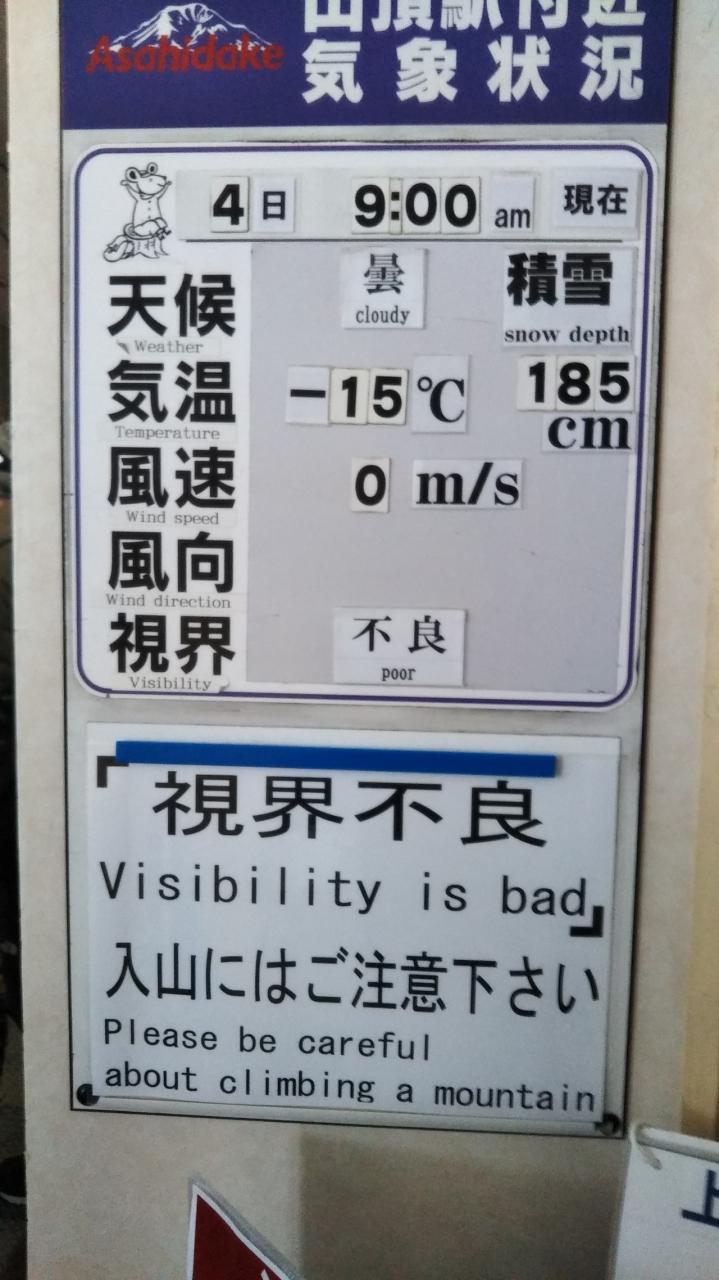 Asahidake
山頂駅付近
気象状況
4日 9:00 am 現在
天候 曇 積雪
Weather cloudy snow depth
気温 -15℃ 185
Temperature cm
風速 0 m/s
Wind speed
風向
Wind direction
視界 不良
Visibility poor
「視界不良
Visibility is bad」
入山にはご注意下さい
Please be careful
about climbing a mountain
上